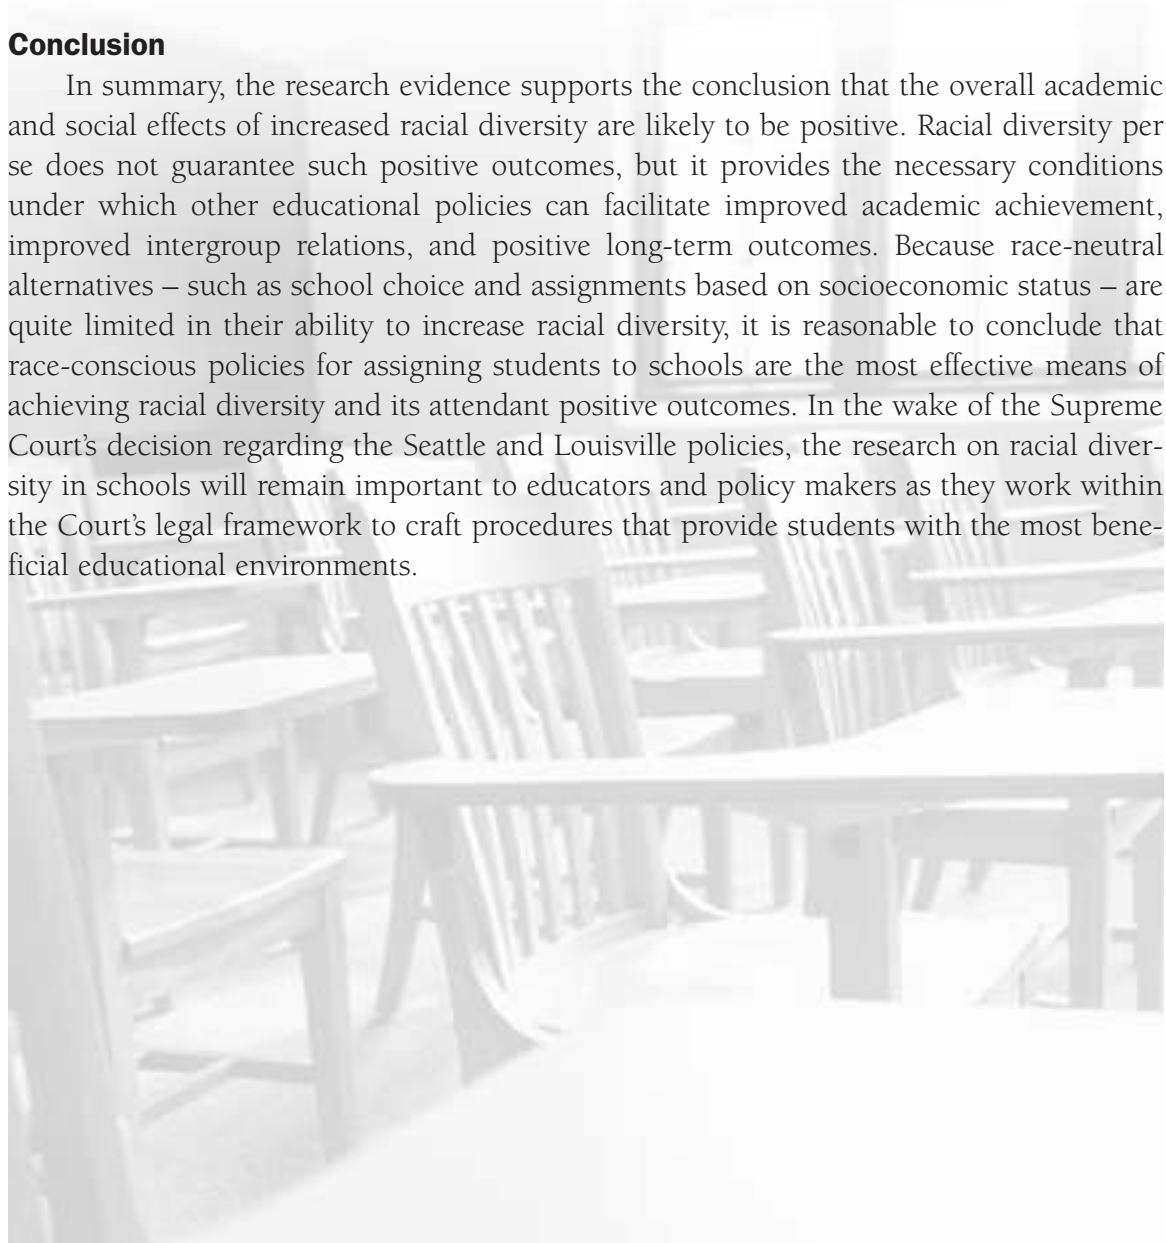 Conclusion
In summary, the research evidence supports the conclusion that the overall academic
and social effects of increased racial diversity are likely to be positive. Racial diversity per
se does not guarantee such positive outcomes, but it provides the necessary conditions
under which other educational policies can facilitate improved academic achievement,
improved intergroup relations, and positive long-term outcomes. Because race-neutral
alternatives – such as school choice and assignments based on socioeconomic status – are
quite limited in their ability to increase racial diversity, it is reasonable to conclude that
race-conscious policies for assigning students to schools are the most effective means of
achieving racial diversity and its attendant positive outcomes. In the wake of the Supreme
Court’s decision regarding the Seattle and Louisville policies, the research on racial diver-
sity in schools will remain important to educators and policy makers as they work within
the Court’s legal framework to craft procedures that provide students with the most bene-
ficial educational environments.